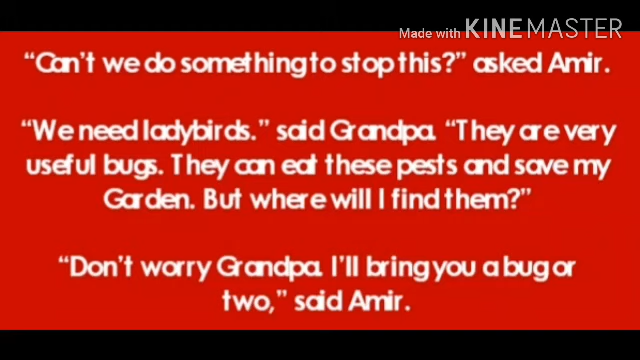 Made with KINEMASTER
“Can’t we do something to stop this?” asked Amir.
“We need ladybirds.” said Grandpa. “They are very
useful bugs. They can eat these pests and save my
Garden. But where will I find them?”
“Don’t worry Grandpa. I’ll bring you a bug or
two,” said Amir.